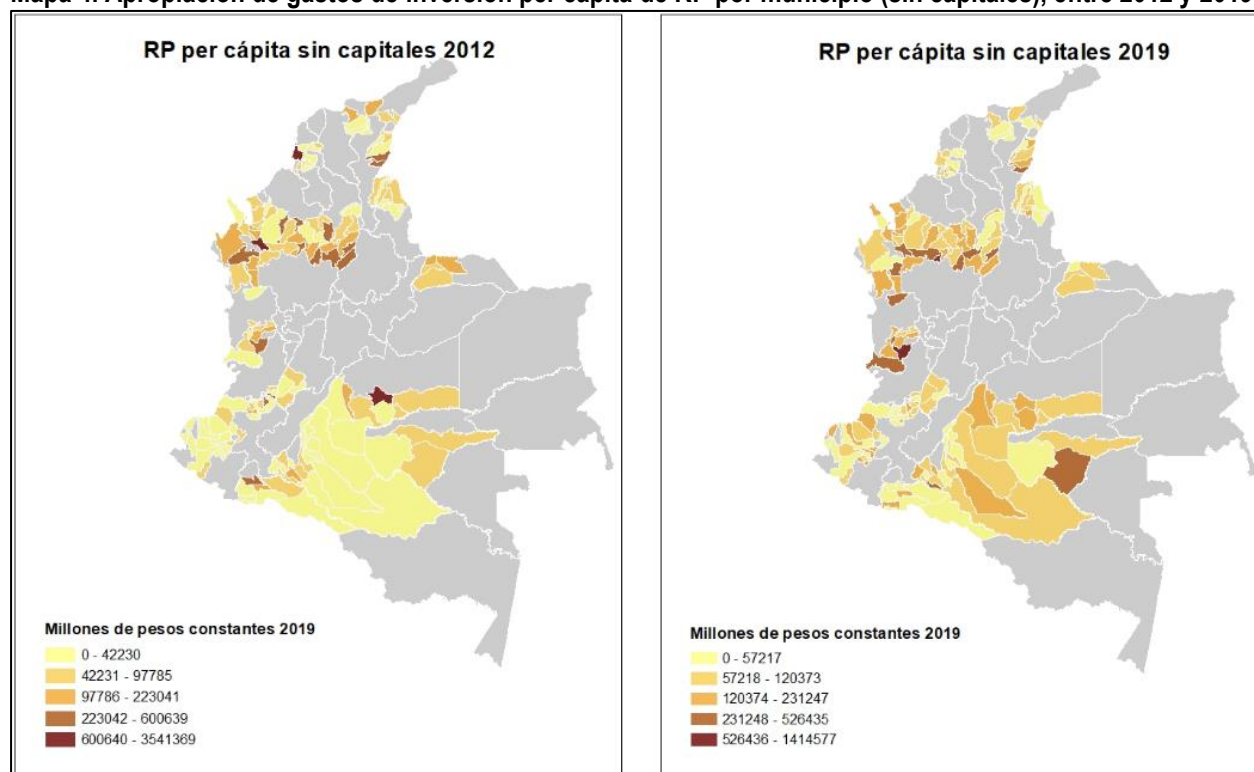 Mapa 4. Apropiación de gastos de inversión per cápita de RP por municipio (sin capitales), entre 2012 y 2019
RP per cápita sin capitales 2012
Millones de pesos constantes 2019
0 - 42230
42231 - 97785
97786 - 223041
223042 - 600639
600640 - 3541369
RP per cápita sin capitales 2019
Millones de pesos constantes 2019
0 - 57217
57218 - 120373
120374 - 231247
231248 - 526435
526436 - 1414577